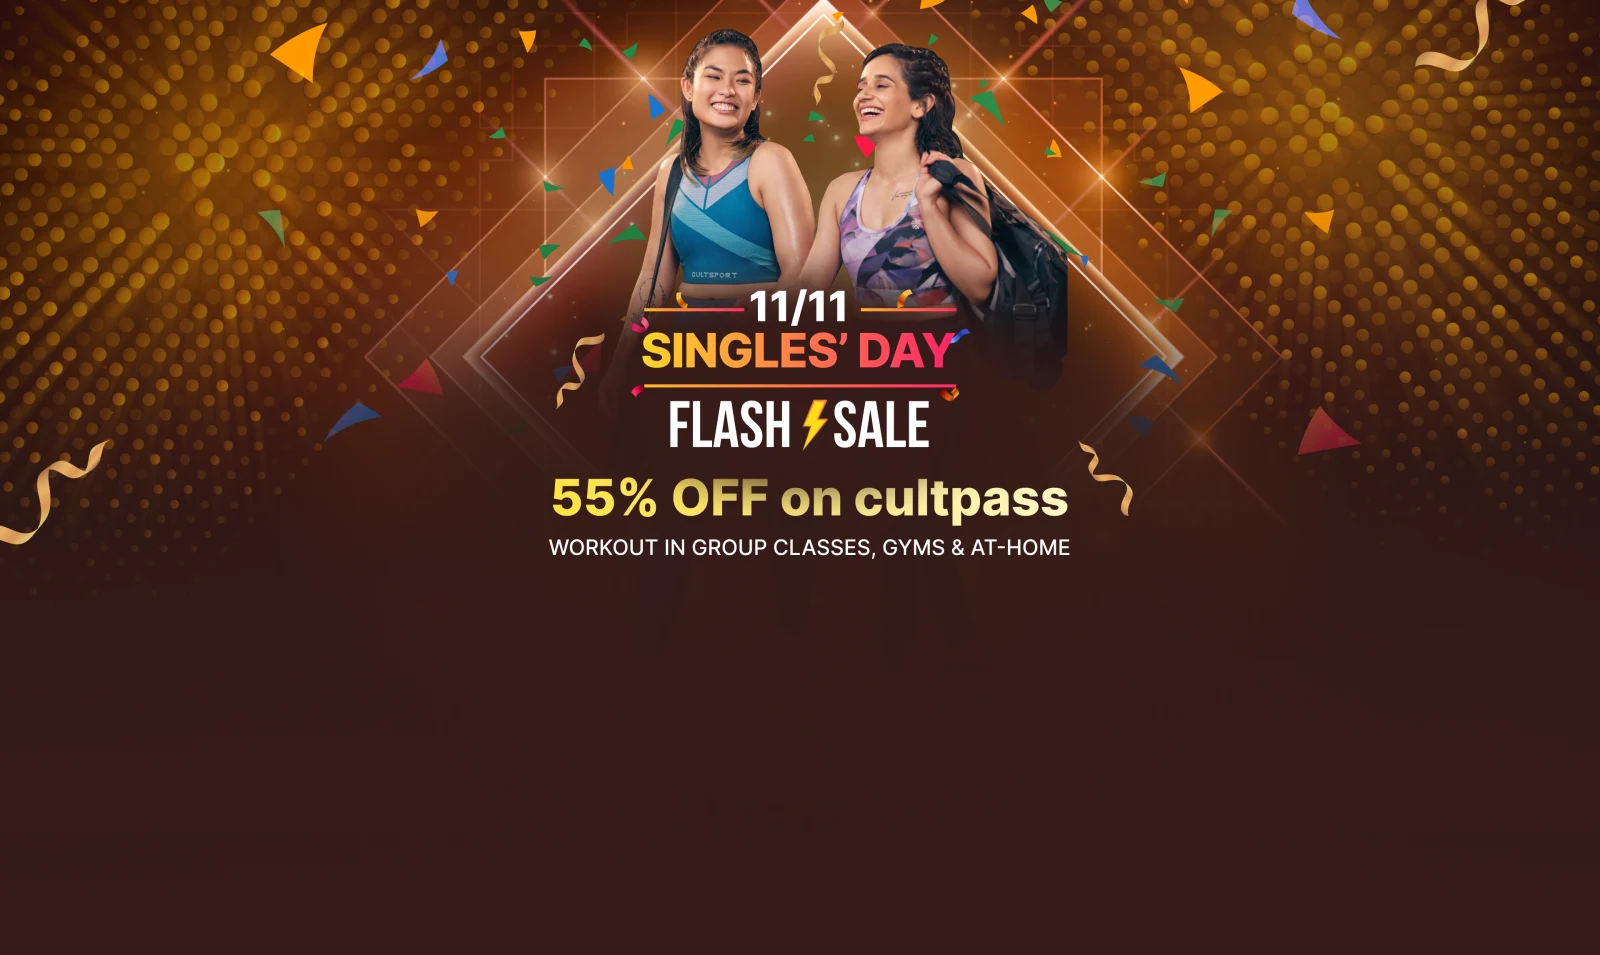 CULTSPORT
11/11
SINGLES’ DAY
FLASH SALE
55% OFF on cultpass
WORKOUT IN GROUP CLASSES, GYMS & AT-HOME